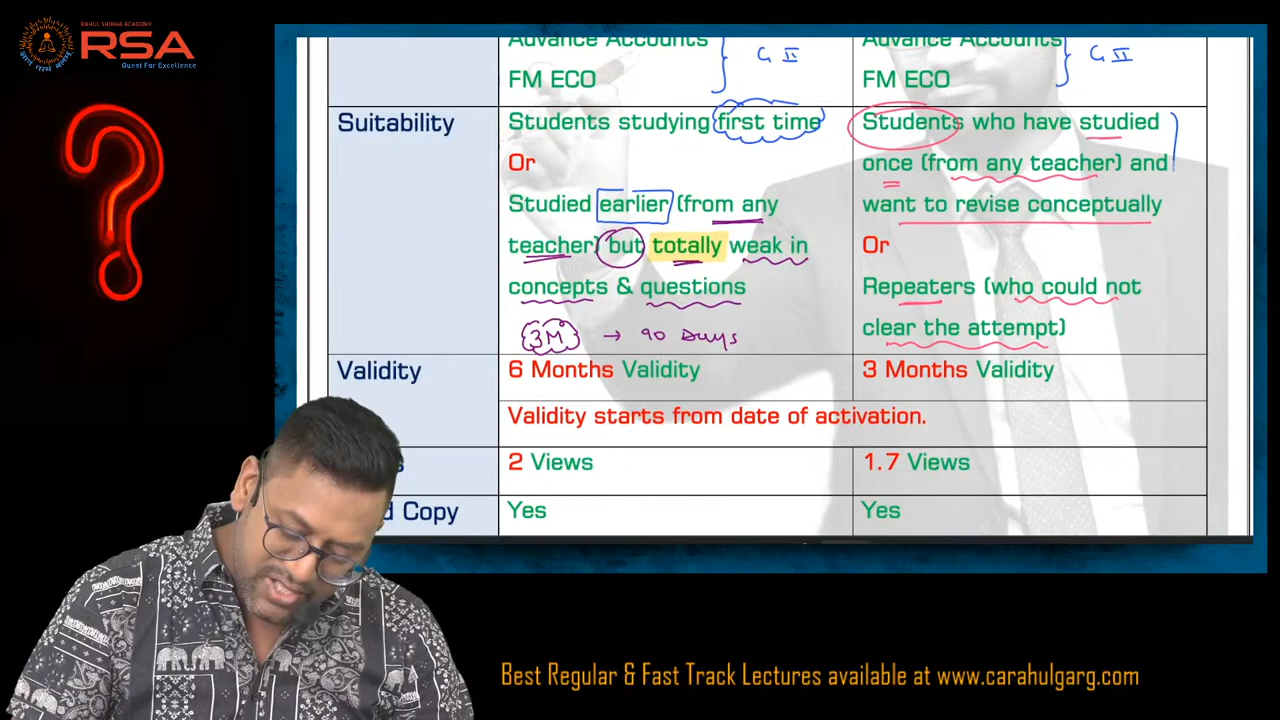 RAHUL SHIKHA ACADEMY
RSA
Quest For Excellence
Advance Accounts
FM ECO
G II
Advance Accounts
FM ECO
G II
Suitability
Students studying first time
Or
Studied earlier (from any
teacher) but totally weak in
concepts & questions
3M → 90 Days
Students who have studied
once (from any teacher) and
want to revise conceptually
Or
Repeaters (who could not
clear the attempt)
Validity
6 Months Validity
3 Months Validity
Validity starts from date of activation.
2 Views
1.7 Views
Copy
Yes
Yes
Best Regular & Fast Track Lectures available at www.carahulgarg.com